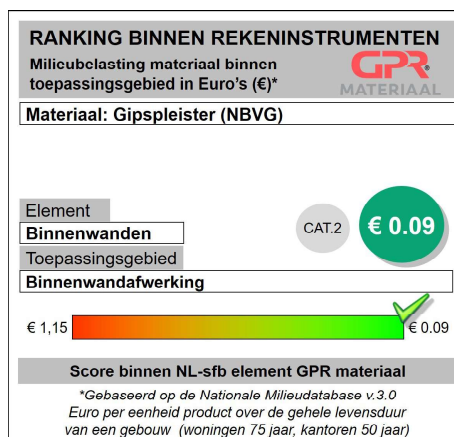 RANKING BINNEN REKENINSTRUMENTEN
Milieubelasting materiaal binnen
toepassingsgebied in Euro's (€)*
GPR®
MATERIAAL
Materiaal: Gipspleister (NBVG)
Element
Binnenwanden
CAT.2
€ 0.09
Toepassingsgebied
Binnenwandafwerking
€ 1,15
€ 0.09
Score binnen NL-sfb element GPR materiaal
*Gebaseerd op de Nationale Milieudatabase v.3.0
Euro per eenheid product over de gehele levensduur
van een gebouw (woningen 75 jaar, kantoren 50 jaar)